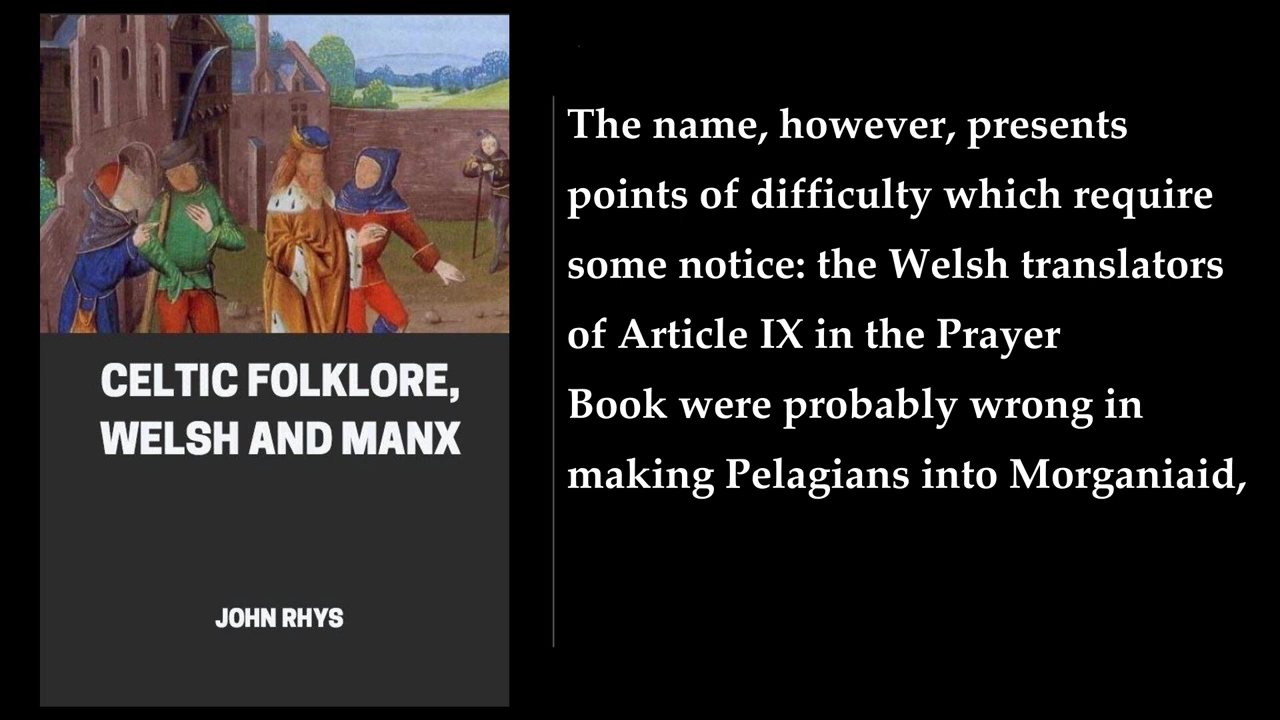 CELTIC FOLKLORE,
WELSH AND MANX
JOHN RHYS
The name, however, presents
points of difficulty which require
some notice: the Welsh translators
of Article IX in the Prayer
Book were probably wrong in
making Pelagians into Morganiaid,